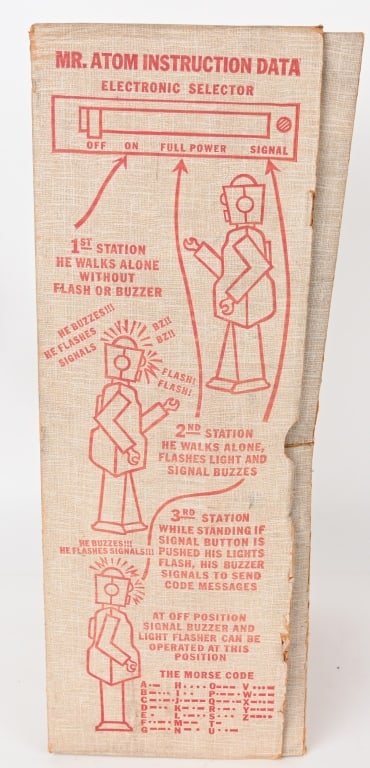 MR. ATOM INSTRUCTION DATA
ELECTRONIC SELECTOR
OFF ON FULL POWER SIGNAL
1ST STATION
HE WALKS ALONE
WITHOUT
FLASH OR BUZZER
HE BUZZES!!!
HE FLASHES
SIGNALS
BZ!!
BZ!!
FLASH!
FLASH!
2ND STATION
HE WALKS ALONE,
FLASHES LIGHT AND
SIGNAL BUZZES
3RD STATION
WHILE STANDING IF
SIGNAL BUTTON IS
PUSHED HIS LIGHTS
FLASH, HIS BUZZER
SIGNALS TO SEND
CODE MESSAGES
HE BUZZES!!!
HE FLASHES SIGNALS!!!
AT OFF POSITION
SIGNAL BUZZER AND
LIGHT FLASHER CAN BE
OPERATED AT THIS
POSITION
THE MORSE CODE
A H O V
B I P W
C J Q X
D K R Y
E L S Z
F M T
G N U